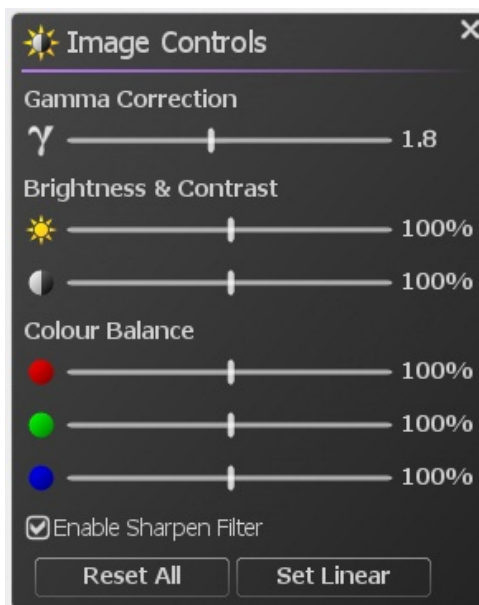 Image Controls
Gamma Correction
γ 1.8
Brightness & Contrast
100%
100%
Colour Balance
100%
100%
100%
Enable Sharpen Filter
Reset All Set Linear